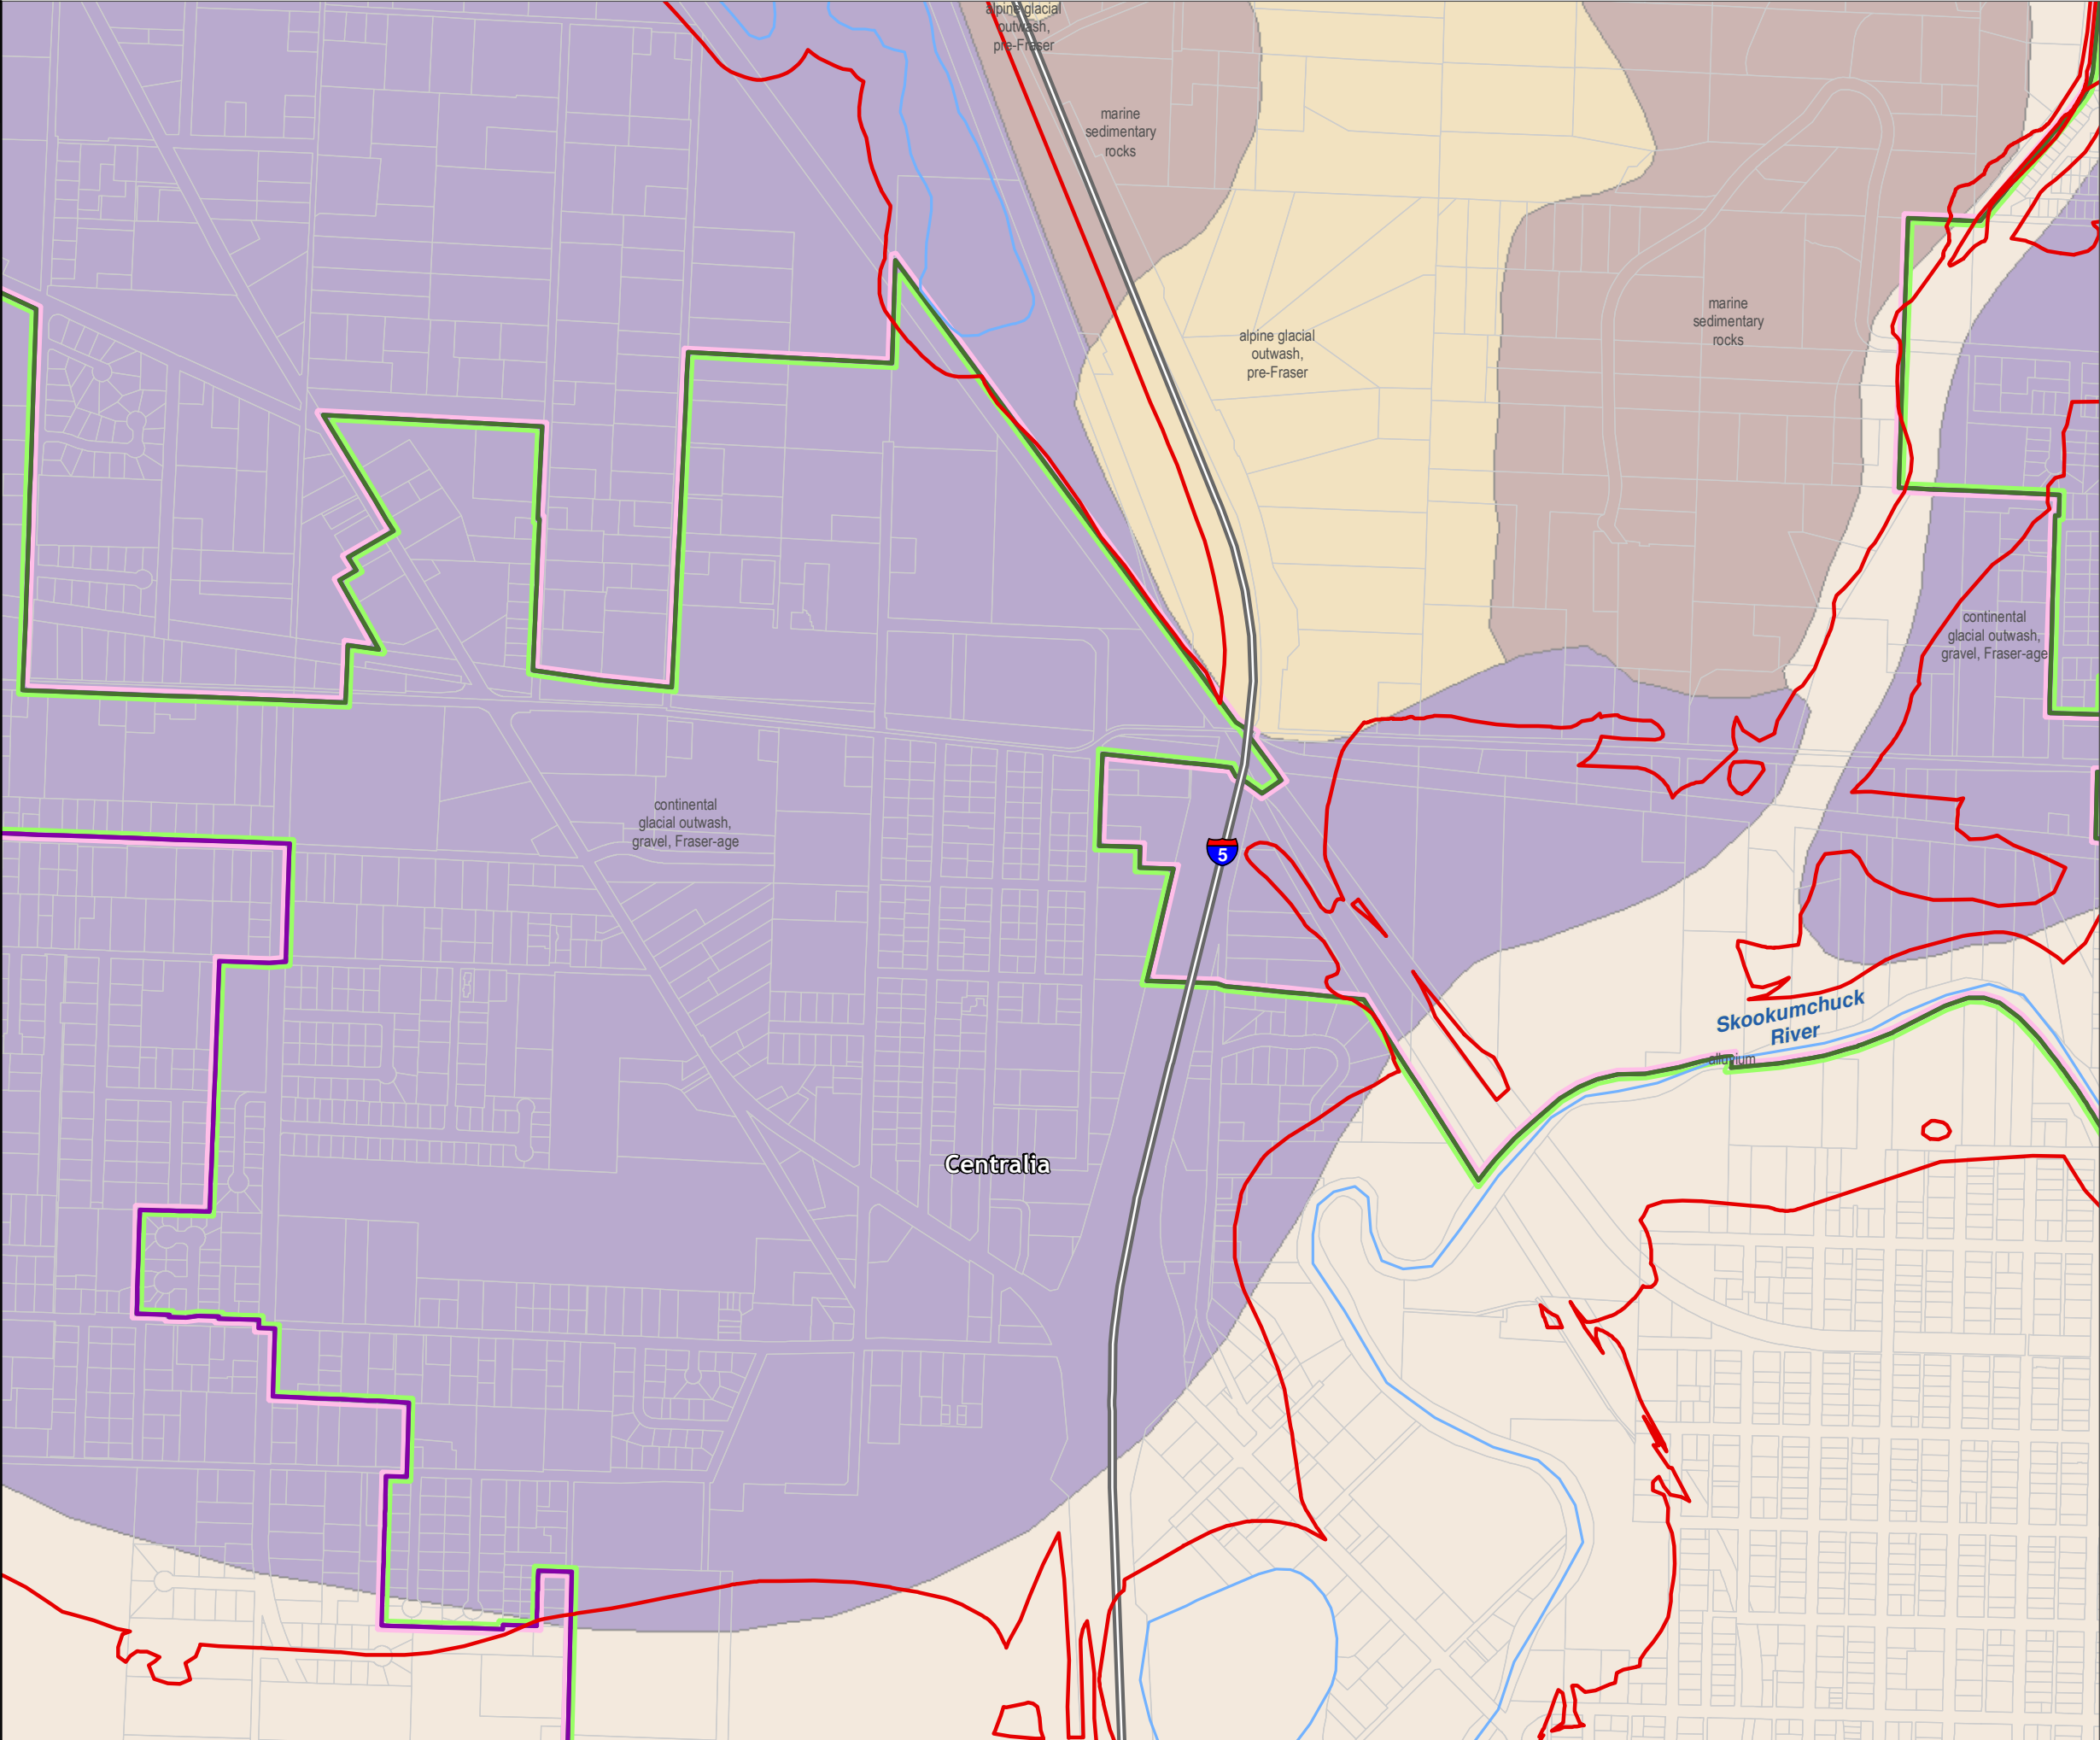 alpine glacial
outwash,
pre-Fraser
marine
sedimentary
rocks
marine
sedimentary
rocks
alpine glacial
outwash,
pre-Fraser
continental
glacial outwash,
gravel, Fraser-age
continental
glacial outwash,
gravel, Fraser-age
5
Skookumchuck
River
alluvium
Centralia